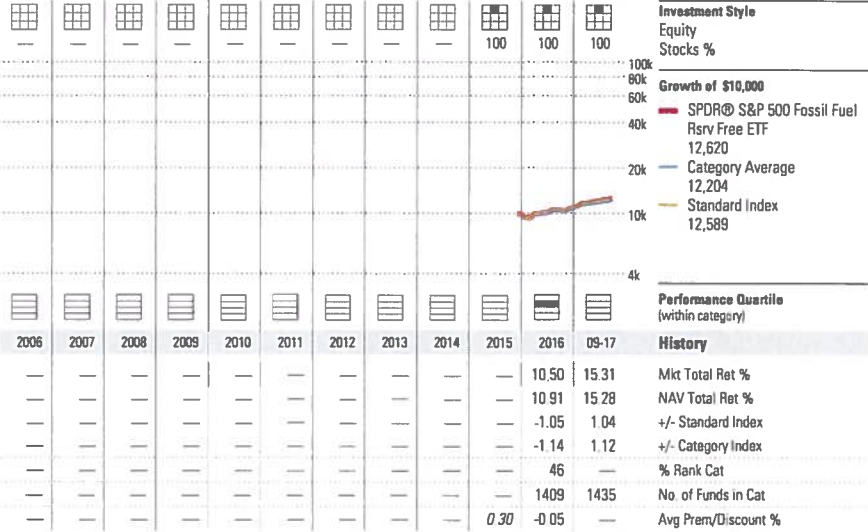 Investment Style
Equity
— — — — — — — — — 100 100 100 Stocks %
100k
80k
60k
40k
20k
10k
4k
Growth of $10,000
SPDR® S&P 500 Fossil Fuel
Rsrv Free ETF
12,620
Category Average
12,204
Standard Index
12,589
Performance Quartile
(within category)
2006 2007 2008 2009 2010 2011 2012 2013 2014 2015 2016 09-17 History
— — — — — — — — — — 10.50 15.31 Mkt Total Ret %
— — — — — — — — — — 10.91 15.28 NAV Total Ret %
— — — — — — — — — — -1.05 1.04 +/- Standard Index
— — — — — — — — — — -1.14 1.12 +/- Category Index
— — — — — — — — — — 46 — % Rank Cat
— — — — — — — — — — 1409 1435 No. of Funds in Cat
— — — — — — — — — 0.30 -0.05 — Avg Prem/Discount %